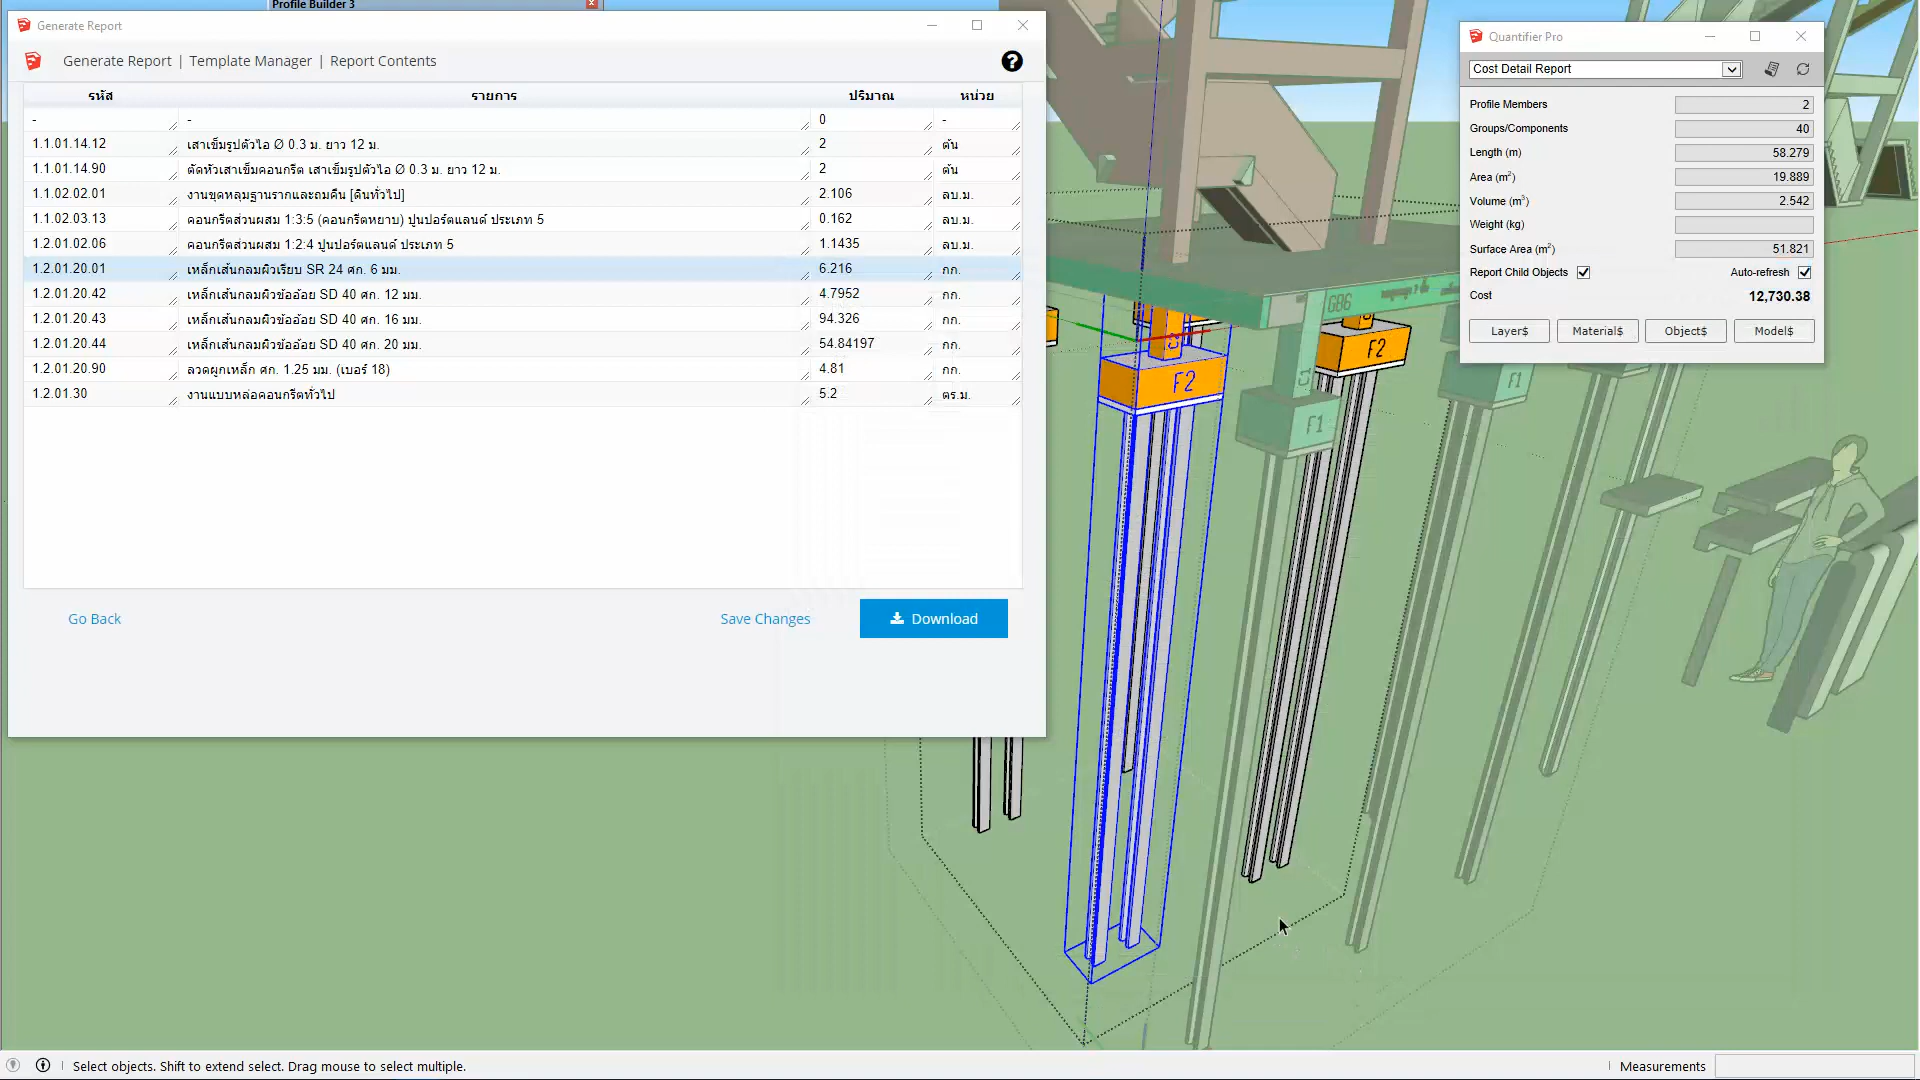 Profile Builder 3
Generate Report
Generate Report | Template Manager | Report Contents
รหัส รายการ ปริมาณ หน่วย
- - 0 -
1.1.01.14.12 เสาเข็มรูปตัวไอ Ø 0.3 ม. ยาว 12 ม. 2 ต้น
1.1.01.14.90 ตัดหัวเสาเข็มคอนกรีต เสาเข็มรูปตัวไอ Ø 0.3 ม. ยาว 12 ม. 2 ต้น
1.1.02.02.01 งานขุดหลุมฐานรากและถมคืน [ดินทั่วไป] 2.106 ลบ.ม.
1.1.02.03.13 คอนกรีตส่วนผสม 1:3:5 (คอนกรีตหยาบ) ปูนปอร์ตแลนด์ ประเภท 5 0.162 ลบ.ม.
1.2.01.02.06 คอนกรีตส่วนผสม 1:2:4 ปูนปอร์ตแลนด์ ประเภท 5 1.1435 ลบ.ม.
1.2.01.20.01 เหล็กเส้นกลมผิวเรียบ SR 24 ศก. 6 มม. 6.216 กก.
1.2.01.20.42 เหล็กเส้นกลมผิวข้ออ้อย SD 40 ศก. 12 มม. 4.7952 กก.
1.2.01.20.43 เหล็กเส้นกลมผิวข้ออ้อย SD 40 ศก. 16 มม. 94.326 กก.
1.2.01.20.44 เหล็กเส้นกลมผิวข้ออ้อย SD 40 ศก. 20 มม. 54.84197 กก.
1.2.01.20.90 ลวดผูกเหล็ก ศก. 1.25 มม. (เบอร์ 18) 4.81 กก.
1.2.01.30 งานแบบหล่อคอนกรีตทั่วไป 5.2 ตร.ม.
Go Back Save Changes Download
Quantifier Pro
Cost Detail Report
Profile Members 2
Groups/Components 40
Length (m) 58.279
Area (m²) 19.889
Volume (m³) 2.542
Weight (kg)
Surface Area (m²) 51.821
Report Child Objects Auto-refresh
Cost 12,730.38
Layer$ Material$ Object$ Model$
GB6
F2
F2
C1
F1
F1
Select objects. Shift to extend select. Drag mouse to select multiple.
Measurements